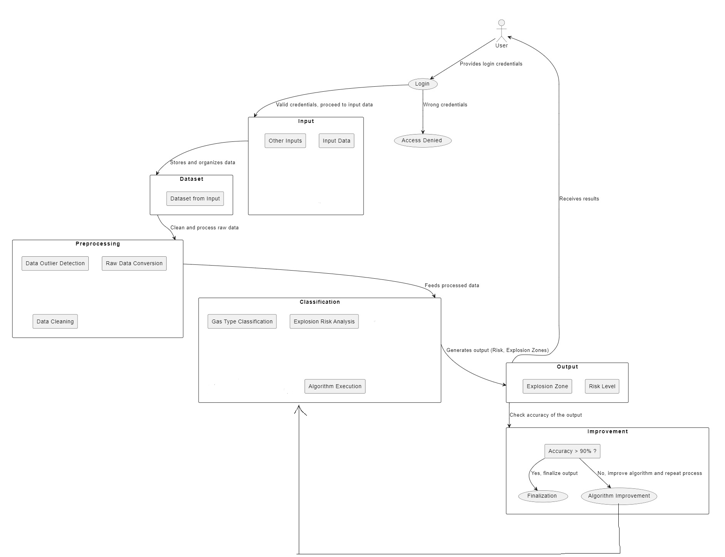 User
Provides login credentials
Login
Valid credentials, proceed to input data
Wrong credentials
Input
Other Inputs
Input Data
Access Denied
Stores and organizes data
Dataset
Dataset from Input
Receives results
Clean and process raw data
Preprocessing
Data Outlier Detection
Raw Data Conversion
Data Cleaning
Feeds processed data
Classification
Gas Type Classification
Explosion Risk Analysis
Algorithm Execution
Generates output (Risk, Explosion Zones)
Output
Explosion Zone
Risk Level
Check accuracy of the output
Improvement
Accuracy > 90% ?
Yes, finalize output
No, improve algorithm and repeat process
Finalization
Algorithm Improvement